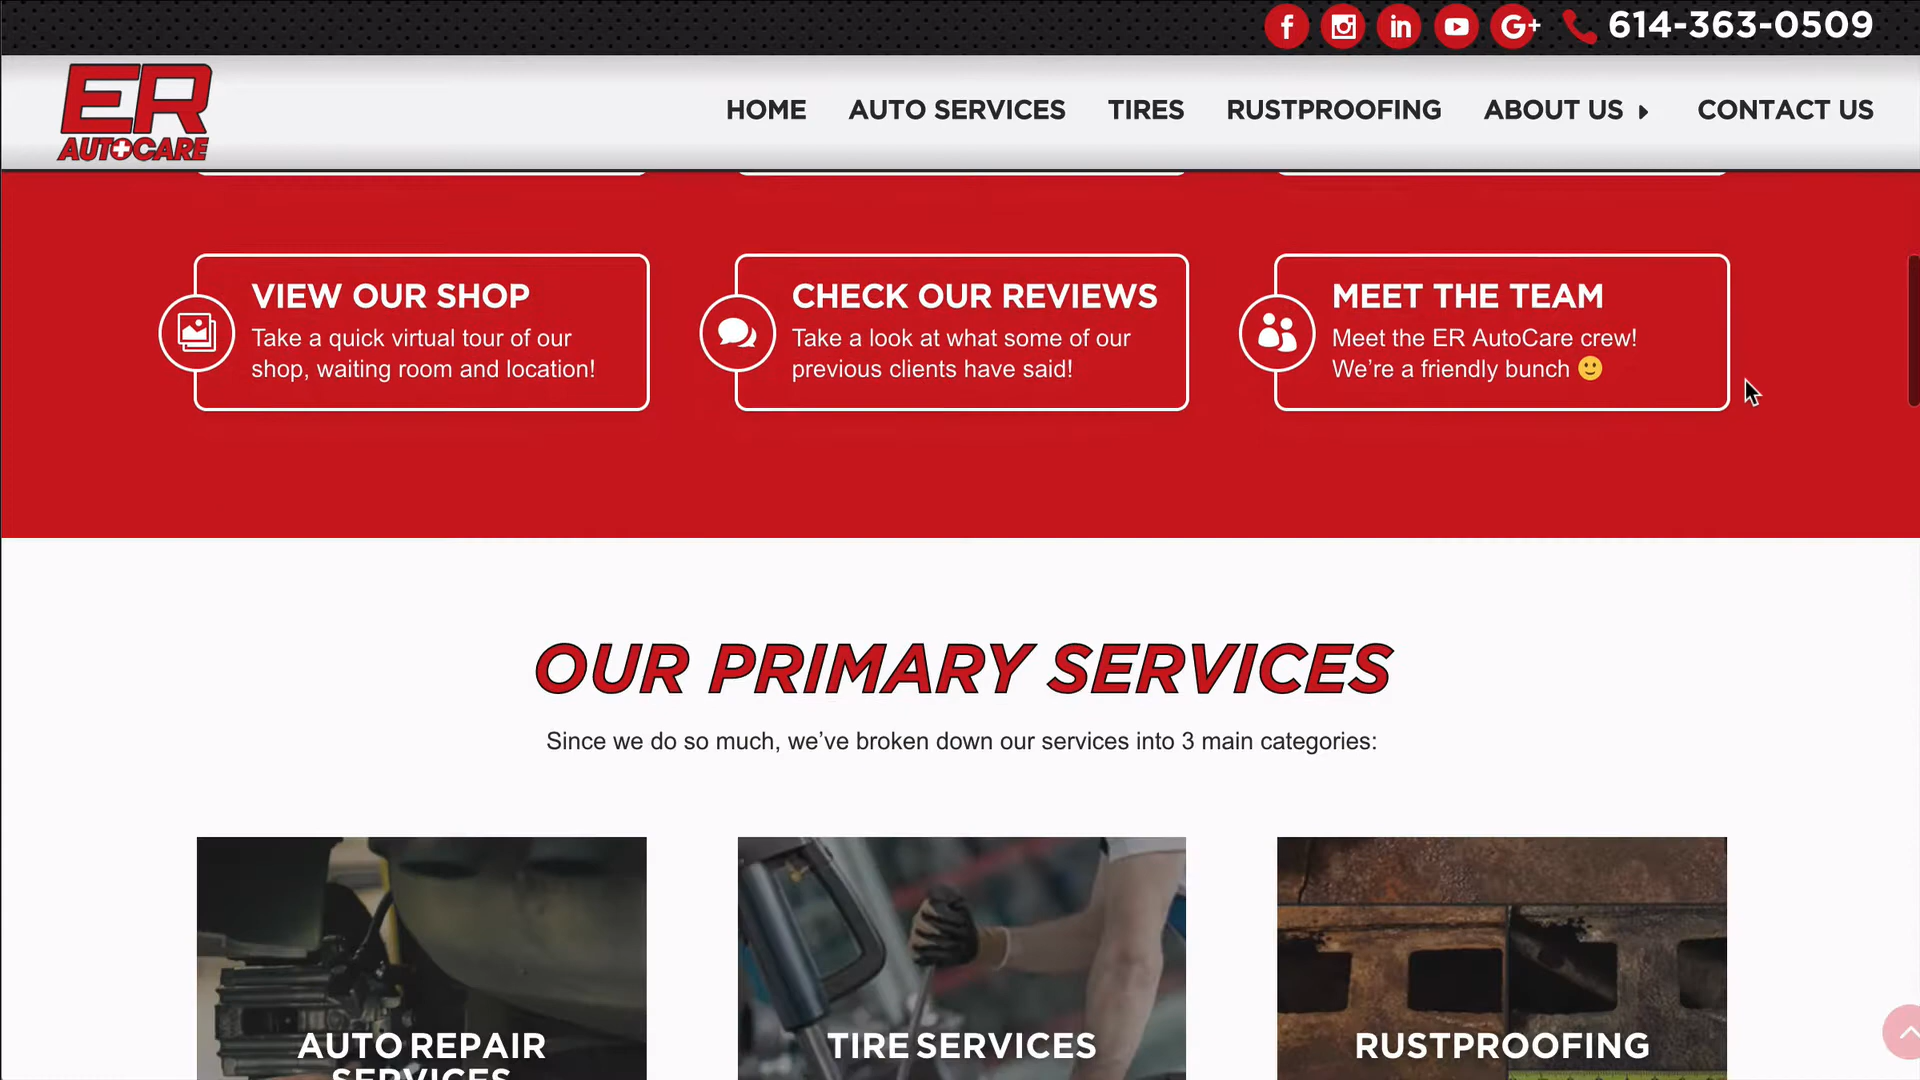 614-363-0509
ER
AUTOCARE
HOME AUTO SERVICES TIRES RUSTPROOFING ABOUT US CONTACT US
VIEW OUR SHOP
Take a quick virtual tour of our
shop, waiting room and location!
CHECK OUR REVIEWS
Take a look at what some of our
previous clients have said!
MEET THE TEAM
Meet the ER AutoCare crew!
We’re a friendly bunch 🙂
OUR PRIMARY SERVICES
Since we do so much, we’ve broken down our services into 3 main categories:
AUTO REPAIR
SERVICES
TIRE SERVICES
RUSTPROOFING